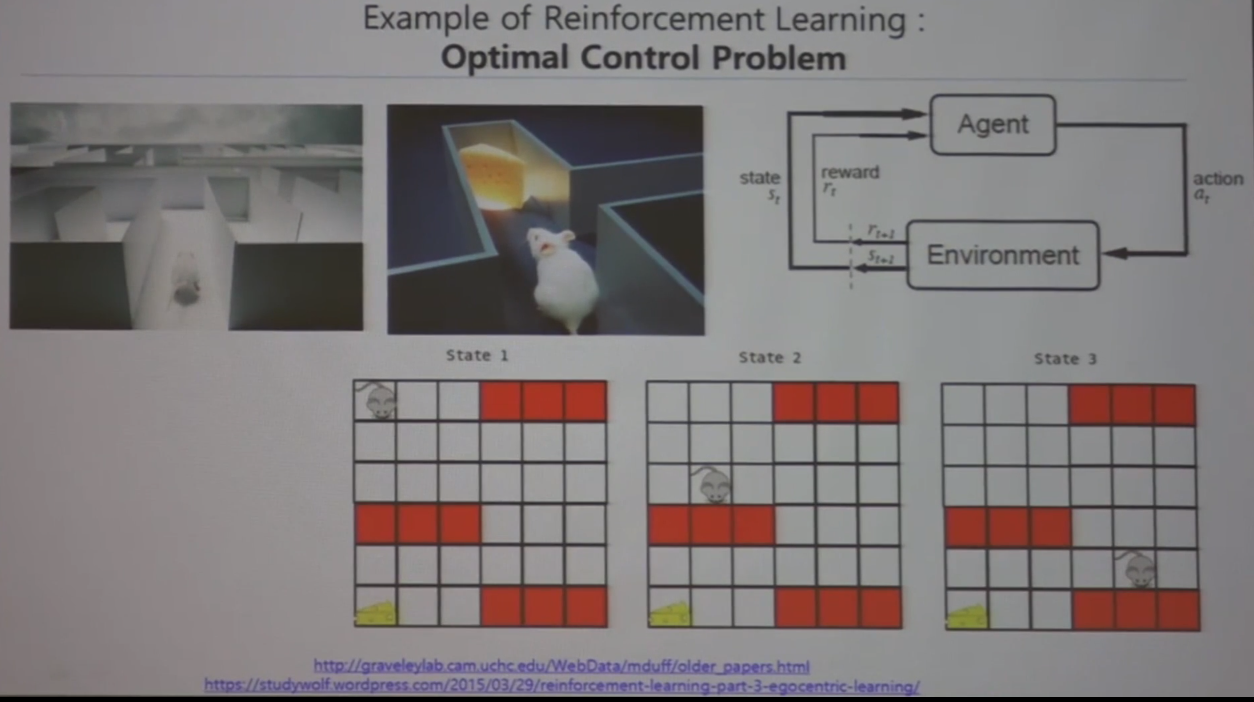 Example of Reinforcement Learning :
Optimal Control Problem
Agent
state
s_t
reward
r_t
action
a_t
r_{t+1}
s_{t+1}
Environment
State 1
State 2
State 3
http://graveleylab.cam.uchc.edu/WebData/mduff/older_papers.html
https://studywolf.wordpress.com/2015/03/29/reinforcement-learning-part-3-egocentric-learning/